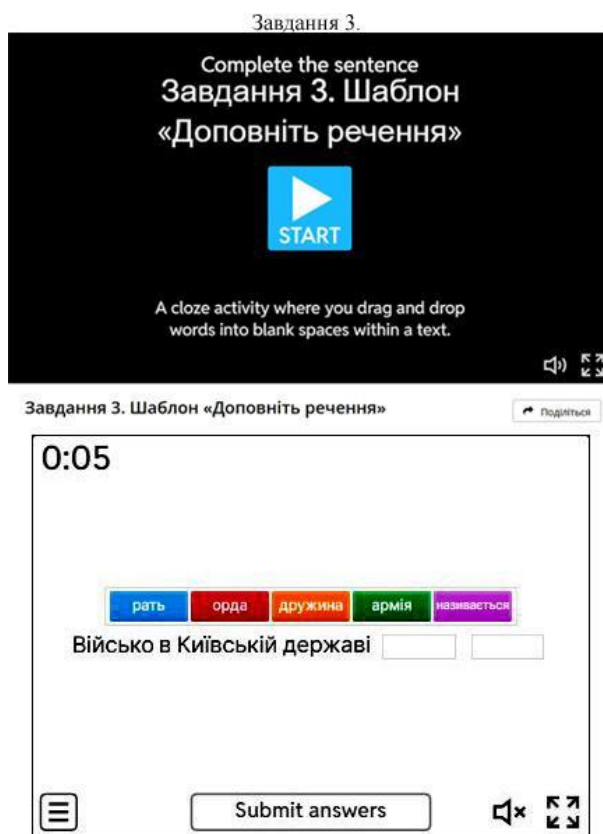 Завдання 3.
Complete the sentence
Завдання 3. Шаблон
«Доповніть речення»
START
A cloze activity where you drag and drop
words into blank spaces within a text.
Завдання 3. Шаблон «Доповніть речення»
Поділіться
0:05
рать орда дружина армія називається
Військо в Київській державі
Submit answers